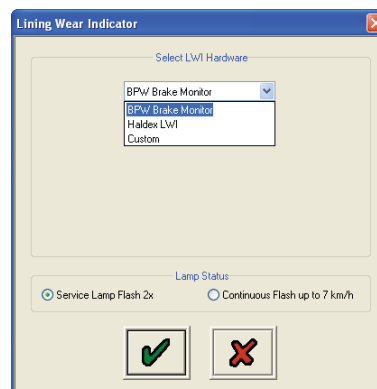 Lining Wear Indicator
Select LWI Hardware
BPW Brake Monitor
BPW Brake Monitor
Haldex LWI
Custom
Lamp Status
Service Lamp Flash 2x
Continuous Flash up to 7 km/h